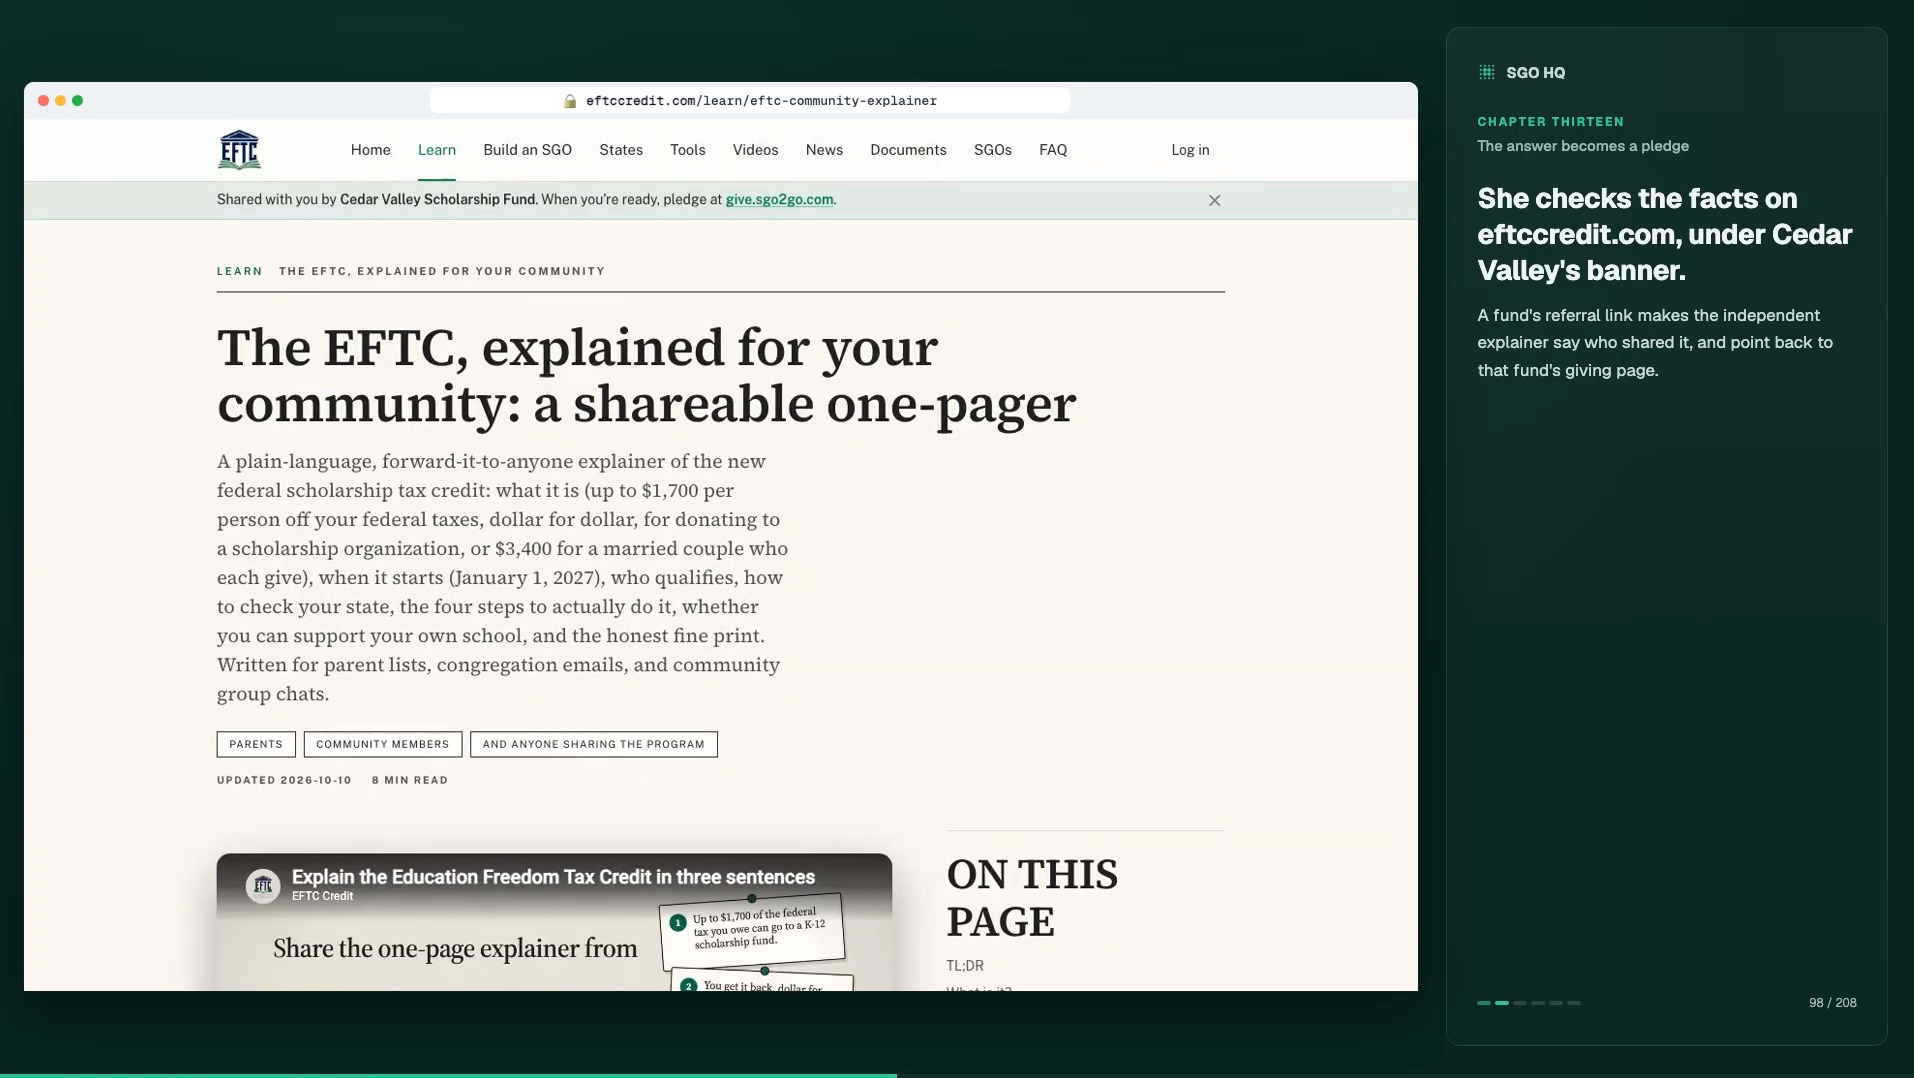 eftccredit.com/learn/eftc-community-explainer
EFTC
Home Learn Build an SGO States Tools Videos News Documents SGOs FAQ Log in
Shared with you by Cedar Valley Scholarship Fund. When you're ready, pledge at give.sgo2go.com.
LEARN THE EFTC, EXPLAINED FOR YOUR COMMUNITY
The EFTC, explained for your
community: a shareable one-pager
A plain-language, forward-it-to-anyone explainer of the new
federal scholarship tax credit: what it is (up to $1,700 per
person off your federal taxes, dollar for dollar, for donating to
a scholarship organization, or $3,400 for a married couple who
each give), when it starts (January 1, 2027), who qualifies, how
to check your state, the four steps to actually do it, whether
you can support your own school, and the honest fine print.
Written for parent lists, congregation emails, and community
group chats.
PARENTS COMMUNITY MEMBERS AND ANYONE SHARING THE PROGRAM
UPDATED 2026-10-10 8 MIN READ
EFTC
Explain the Education Freedom Tax Credit in three sentences
EFTC Credit
Share the one-page explainer from
1 Up to $1,700 of the federal
tax you owe can go to a K-12
scholarship fund.
2 You get it back, dollar for
ON THIS
PAGE
TL;DR
What is it?
SGO HQ
CHAPTER THIRTEEN
The answer becomes a pledge
She checks the facts on
eftccredit.com, under Cedar
Valley's banner.
A fund's referral link makes the independent
explainer say who shared it, and point back to
that fund's giving page.
98 / 208